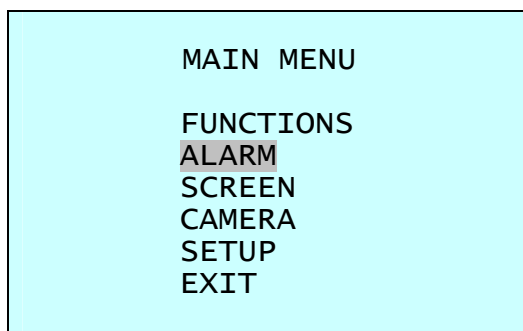 MAIN MENU
FUNCTIONS
ALARM
SCREEN
CAMERA
SETUP
EXIT